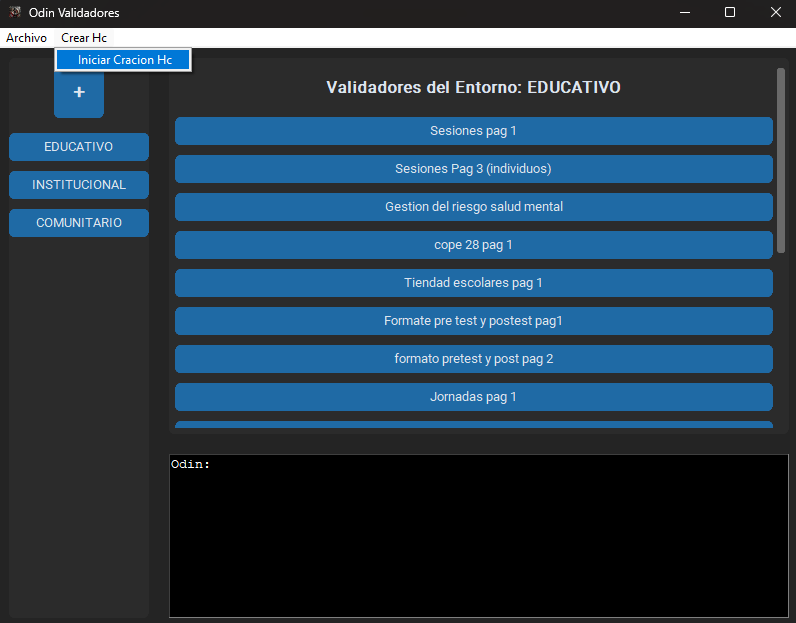 Odin Validadores
Archivo Crear Hc
Iniciar Cracion Hc
+
EDUCATIVO
INSTITUCIONAL
COMUNITARIO
Validadores del Entorno: EDUCATIVO
Sesiones pag 1
Sesiones Pag 3 (individuos)
Gestion del riesgo salud mental
cope 28 pag 1
Tiendad escolares pag 1
Formate pre test y postest pag1
formato pretest y post pag 2
Jornadas pag 1
Odin: